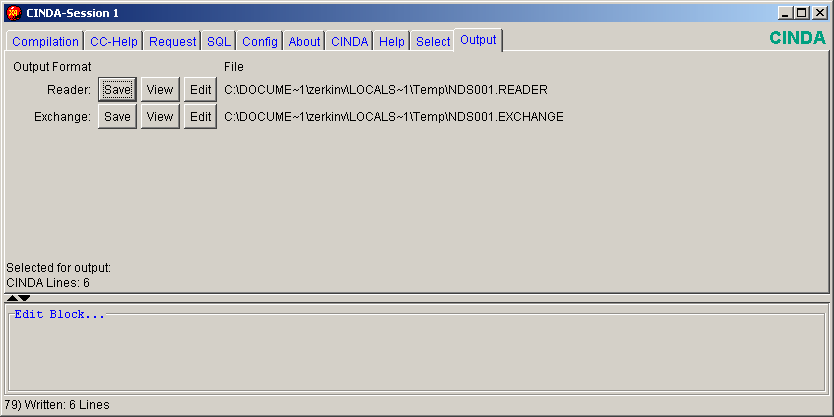 CINDA-Session 1
Compilation CC-Help Request SQL Config About CINDA Help Select Output CINDA
Output Format File
Reader: Save View Edit C:\DOCUME~1\zerkinv\LOCALS~1\Temp\NDS001.READER
Exchange: Save View Edit C:\DOCUME~1\zerkinv\LOCALS~1\Temp\NDS001.EXCHANGE
Selected for output:
CINDA Lines: 6
Edit Block...
79) Written: 6 Lines